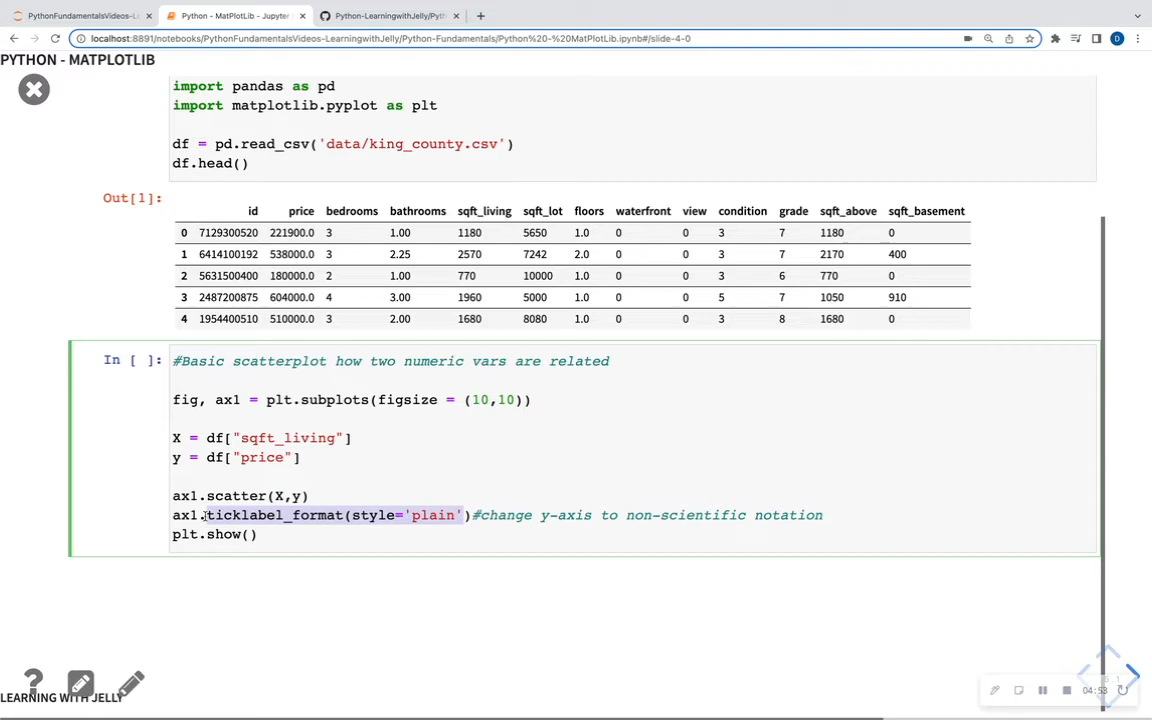 PythonFundamentalsVideos-Le
Python - MatPlotLib - Jupyter
Python-LearningwithJelly/Pyth
localhost:8891/notebooks/PythonFundamentalsVideos-LearningwithJelly/Python-Fundamentals/Python%20-%20MatPlotLib.ipynb#/slide-4-0
D
PYTHON - MATPLOTLIB
import pandas as pd
import matplotlib.pyplot as plt
df = pd.read_csv('data/king_county.csv')
df.head()
Out[1]:
id price bedrooms bathrooms sqft_living sqft_lot floors waterfront view condition grade sqft_above sqft_basement
0 7129300520 221900.0 3 1.00 1180 5650 1.0 0 0 3 7 1180 0
1 6414100192 538000.0 3 2.25 2570 7242 2.0 0 0 3 7 2170 400
2 5631500400 180000.0 2 1.00 770 10000 1.0 0 0 3 6 770 0
3 2487200875 604000.0 4 3.00 1960 5000 1.0 0 0 5 7 1050 910
4 1954400510 510000.0 3 2.00 1680 8080 1.0 0 0 3 8 1680 0
In [ ]: #Basic scatterplot how two numeric vars are related
fig, ax1 = plt.subplots(figsize = (10,10))
X = df["sqft_living"]
y = df["price"]
ax1.scatter(X,y)
ax1.ticklabel_format(style='plain')#change y-axis to non-scientific notation
plt.show()
?
LEARNING WITH JELLY
5.1
04:53